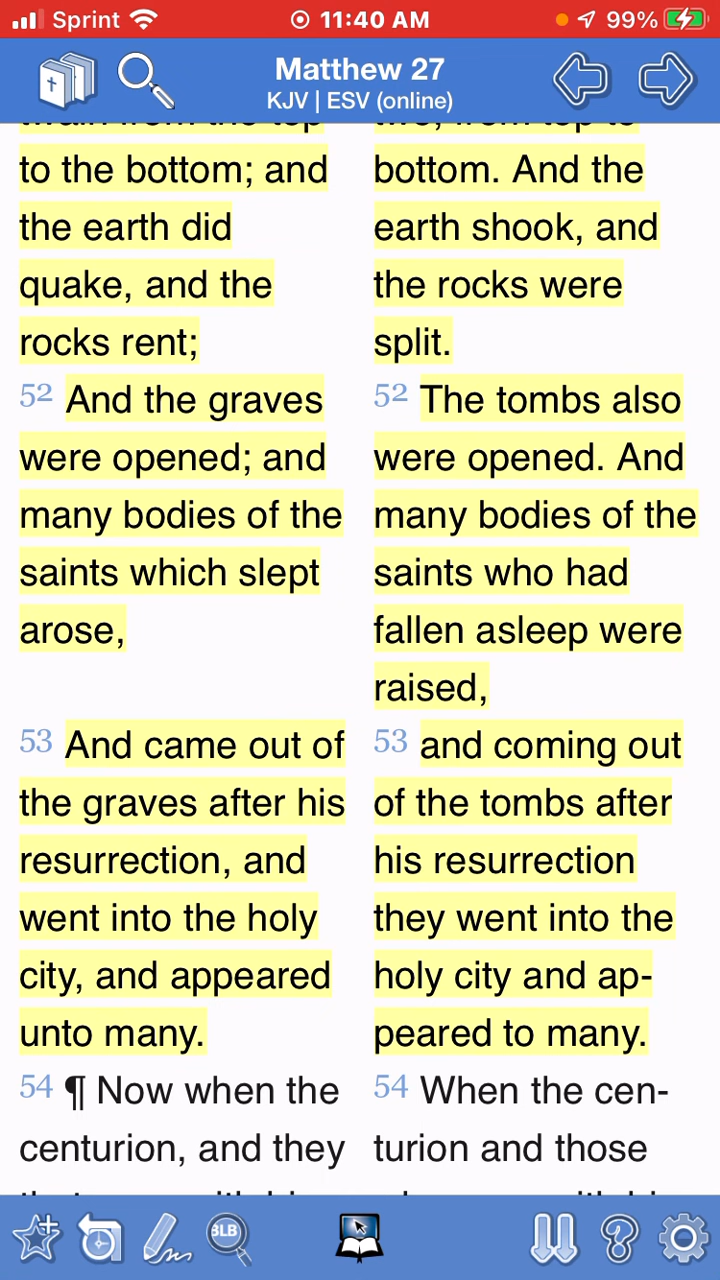 Sprint 11:40 AM 99%
Matthew 27
KJV | ESV (online)
to the bottom; and
the earth did
quake, and the
rocks rent;
52 And the graves
were opened; and
many bodies of the
saints which slept
arose,
53 And came out of
the graves after his
resurrection, and
went into the holy
city, and appeared
unto many.
54 ¶ Now when the
centurion, and they
two, from top to
bottom. And the
earth shook, and
the rocks were
split.
52 The tombs also
were opened. And
many bodies of the
saints who had
fallen asleep were
raised,
53 and coming out
of the tombs after
his resurrection
they went into the
holy city and ap-
peared to many.
54 When the cen-
turion and those
BLB